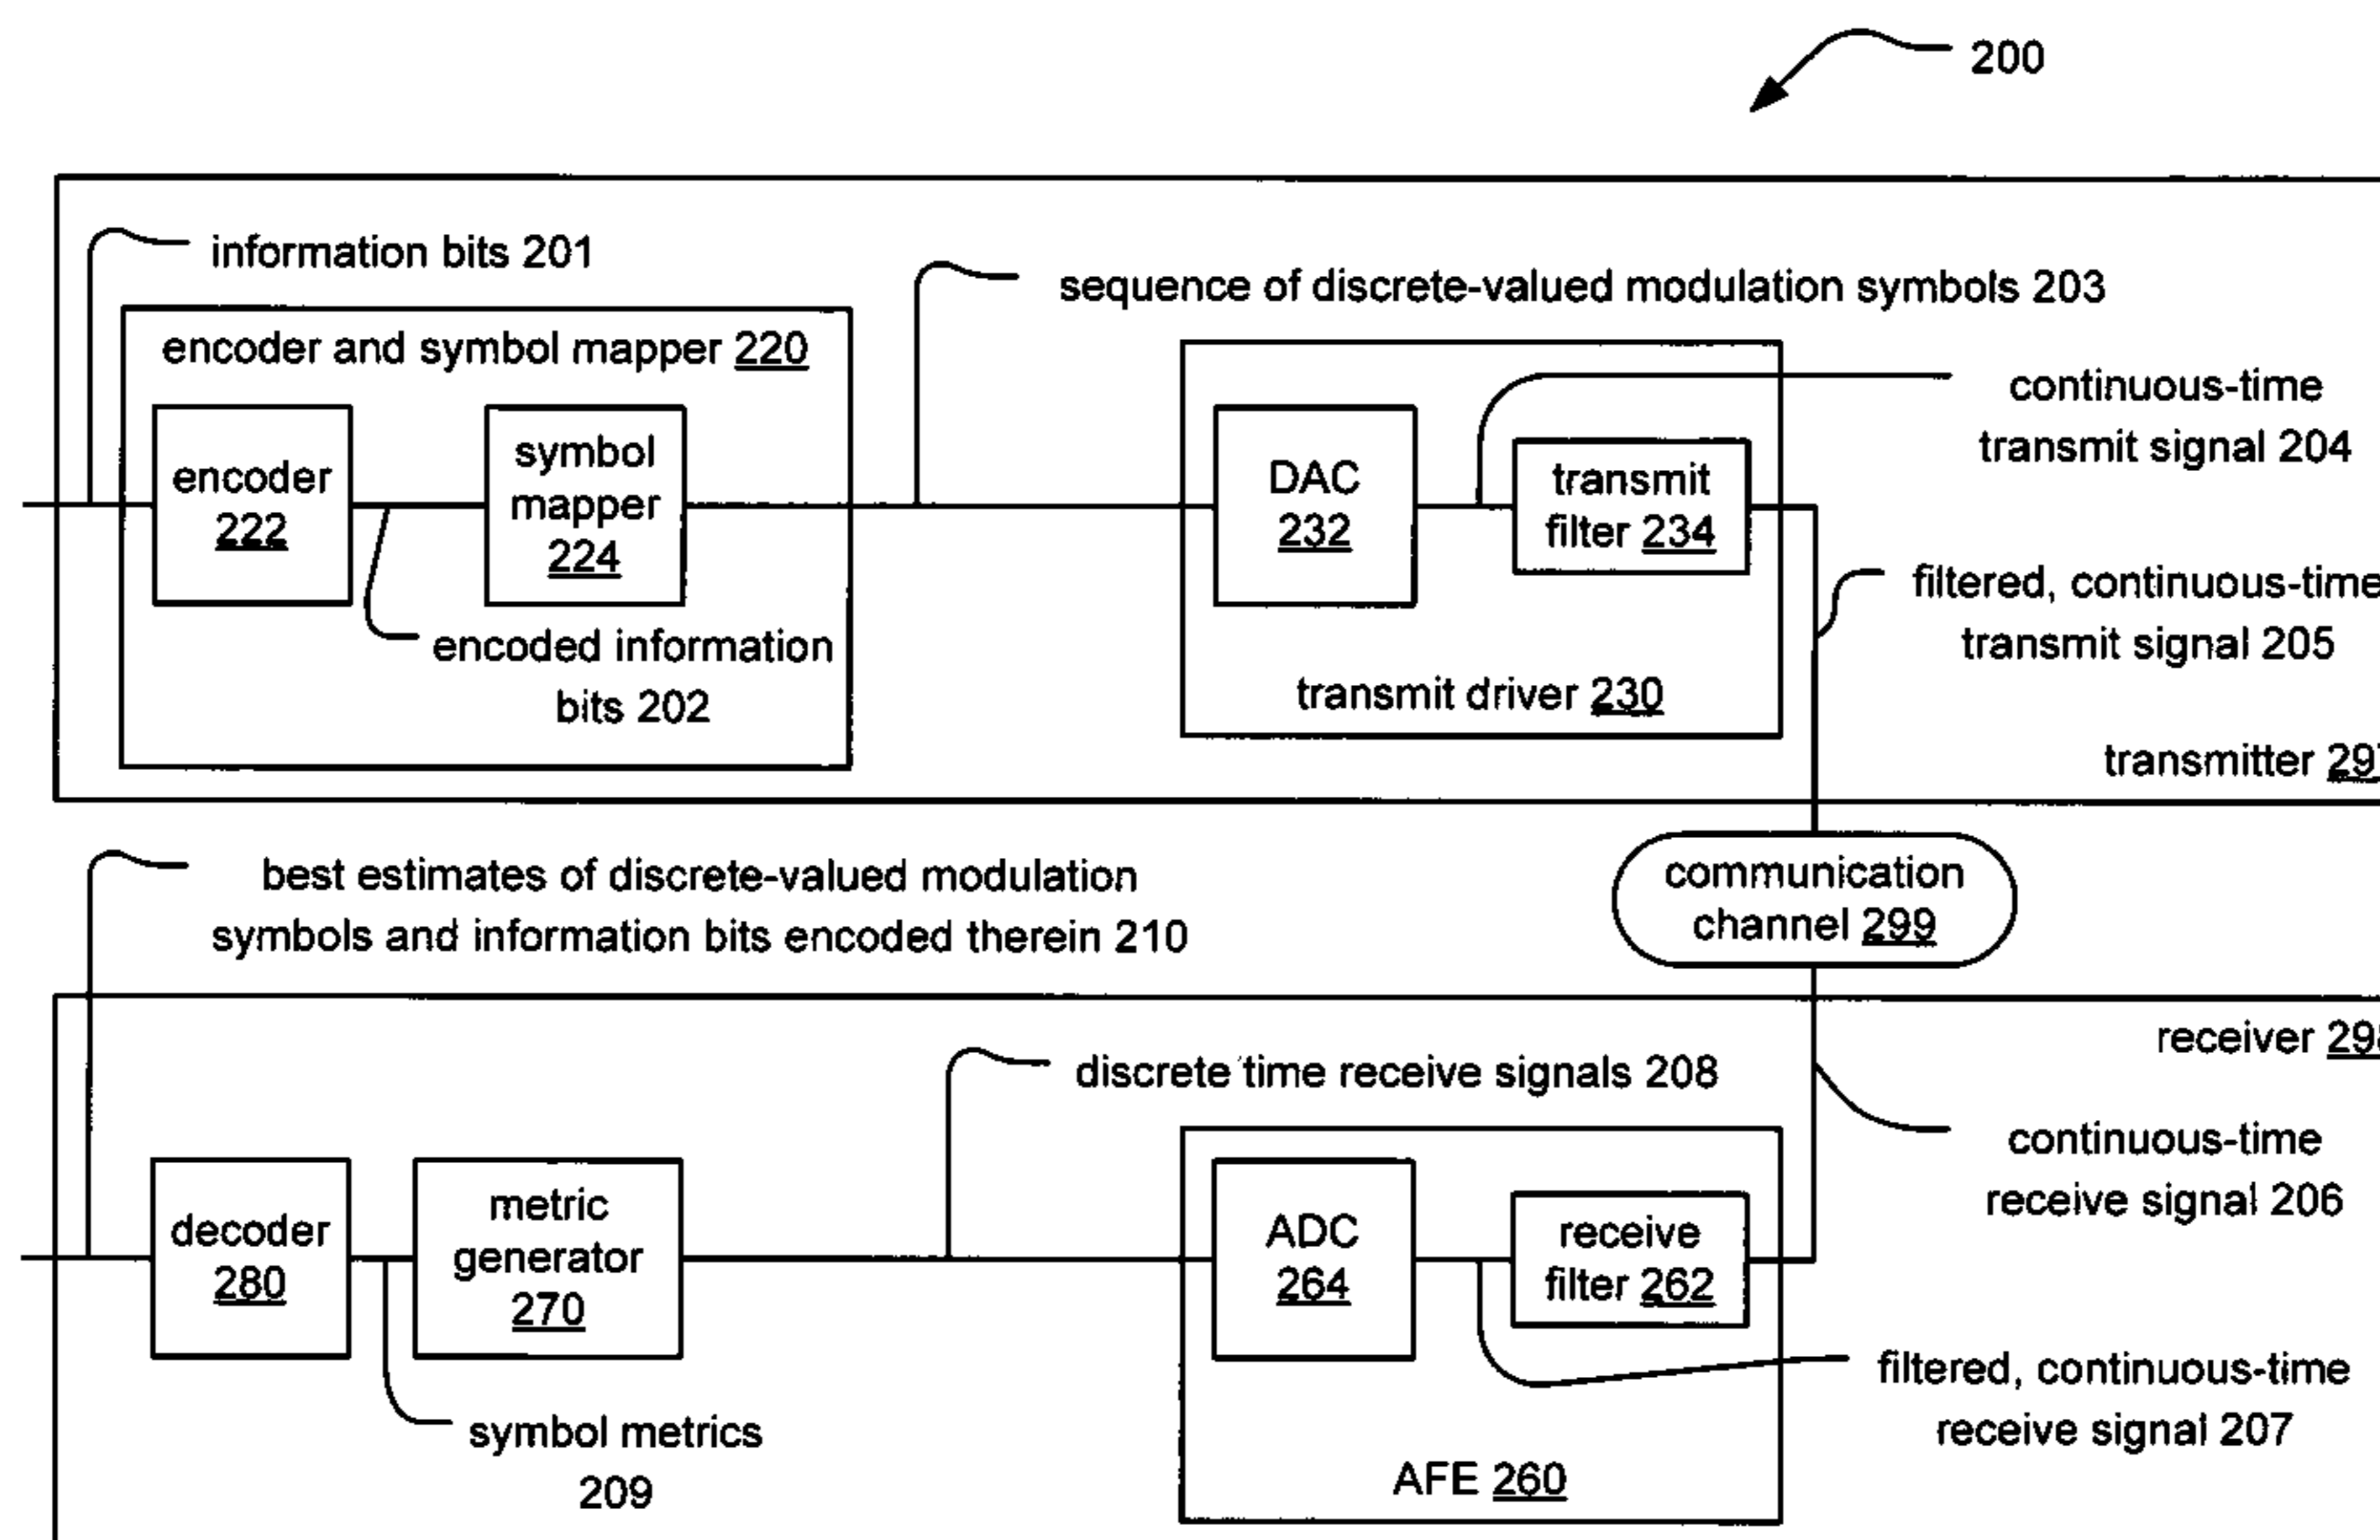 200
information bits 201
sequence of discrete-valued modulation symbols 203
encoder and symbol mapper 220
continuous-time
transmit signal 204
encoder
222
symbol
mapper
224
DAC
232
transmit
filter 234
filtered, continuous-time
transmit signal 205
encoded information
bits 202
transmit driver 230
transmitter 297
best estimates of discrete-valued modulation
symbols and information bits encoded therein 210
communication
channel 299
receiver 298
discrete time receive signals 208
continuous-time
receive signal 206
decoder
280
metric
generator
270
ADC
264
receive
filter 262
filtered, continuous-time
receive signal 207
symbol metrics
209
AFE 260